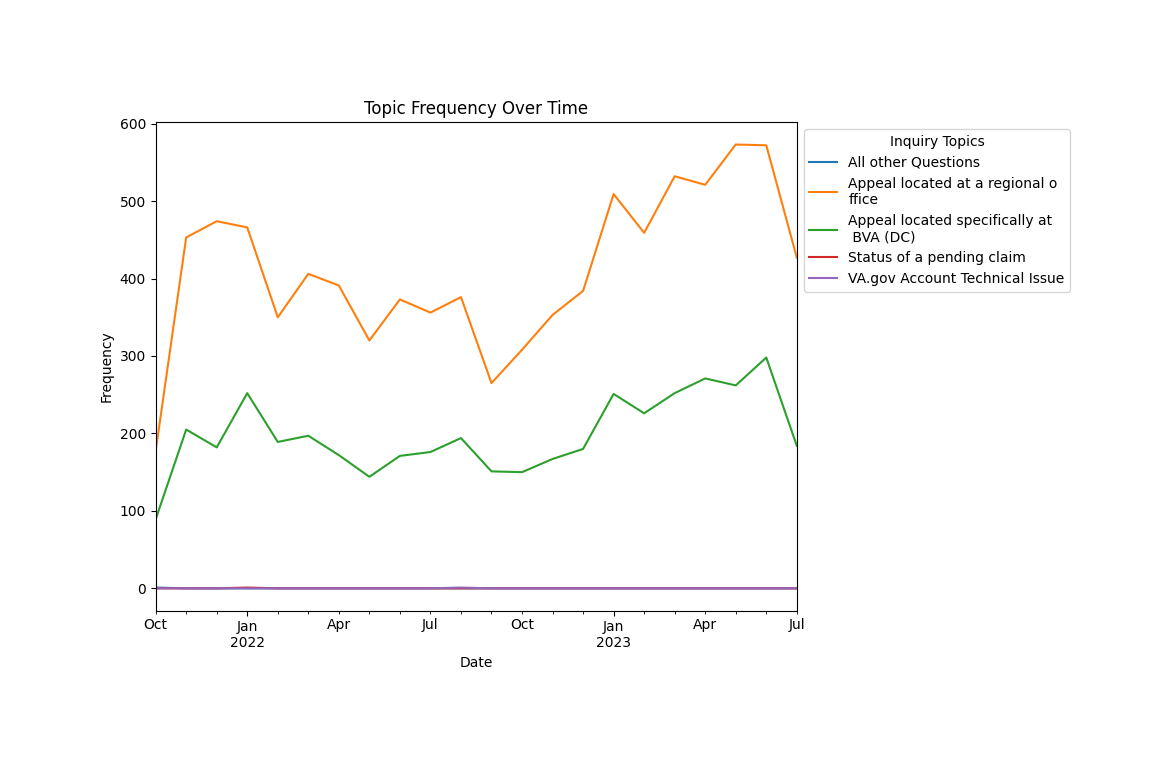 Topic Frequency Over Time
600
500
400
300
200
100
0
Frequency
Oct
Jan
2022
Apr
Jul
Oct
Jan
2023
Apr
Jul
Date
Inquiry Topics
All other Questions
Appeal located at a regional o
ffice
Appeal located specifically at
BVA (DC)
Status of a pending claim
VA.gov Account Technical Issue